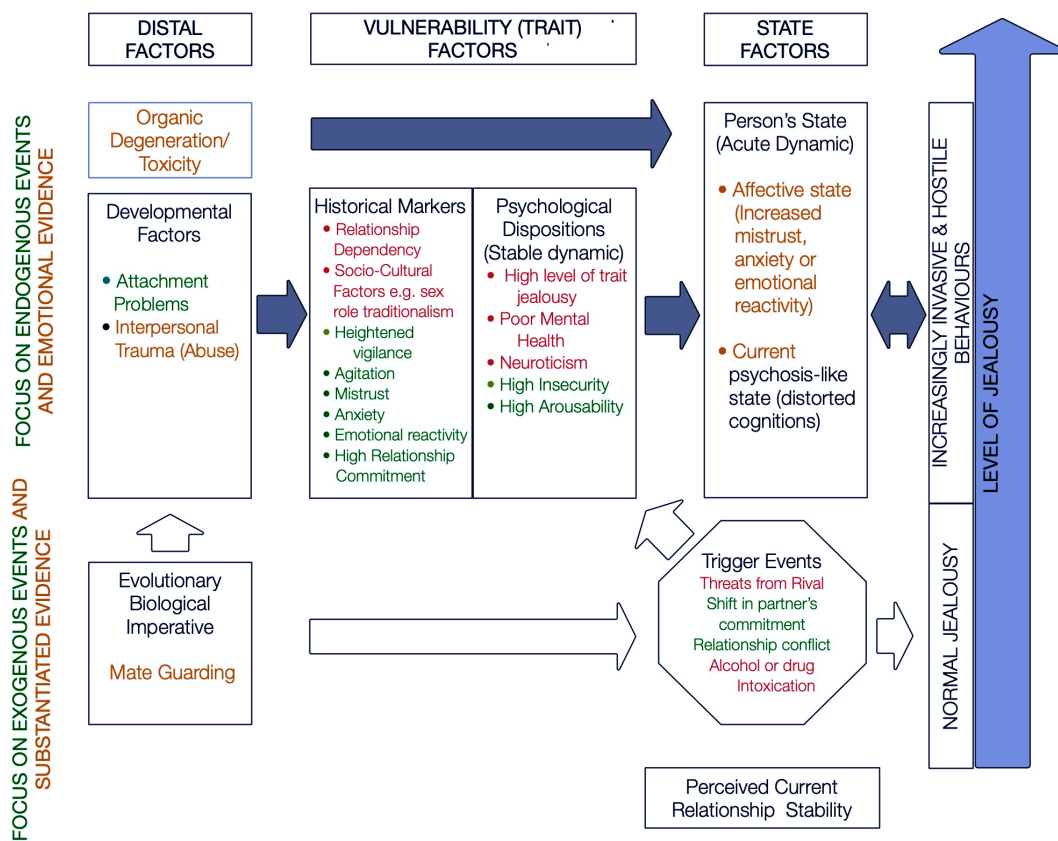 DISTAL
FACTORS
VULNERABILITY (TRAIT)
FACTORS
STATE
FACTORS
FOCUS ON ENDOGENOUS EVENTS
AND EMOTIONAL EVIDENCE
Organic
Degeneration/
Toxicity
Developmental
Factors
• Attachment
Problems
• Interpersonal
Trauma (Abuse)
Historical Markers
• Relationship
Dependency
• Socio-Cultural
Factors e.g. sex
role traditionalism
• Heightened
vigilance
• Agitation
• Mistrust
• Anxiety
• Emotional reactivity
• High Relationship
Commitment
Psychological
Dispositions
(Stable dynamic)
• High level of trait
jealousy
• Poor Mental
Health
• Neuroticism
• High Insecurity
• High Arousability
Person's State
(Acute Dynamic)
• Affective state
(Increased
mistrust,
anxiety or
emotional
reactivity)
• Current
psychosis-like
state (distorted
cognitions)
INCREASINGLY INVASIVE & HOSTILE
BEHAVIOURS
LEVEL OF JEALOUSY
FOCUS ON EXOGENOUS EVENTS AND
SUBSTANTIATED EVIDENCE
Evolutionary
Biological
Imperative
Mate Guarding
Trigger Events
Threats from Rival
Shift in partner's
commitment
Relationship conflict
Alcohol or drug
Intoxication
NORMAL JEALOUSY
Perceived Current
Relationship Stability